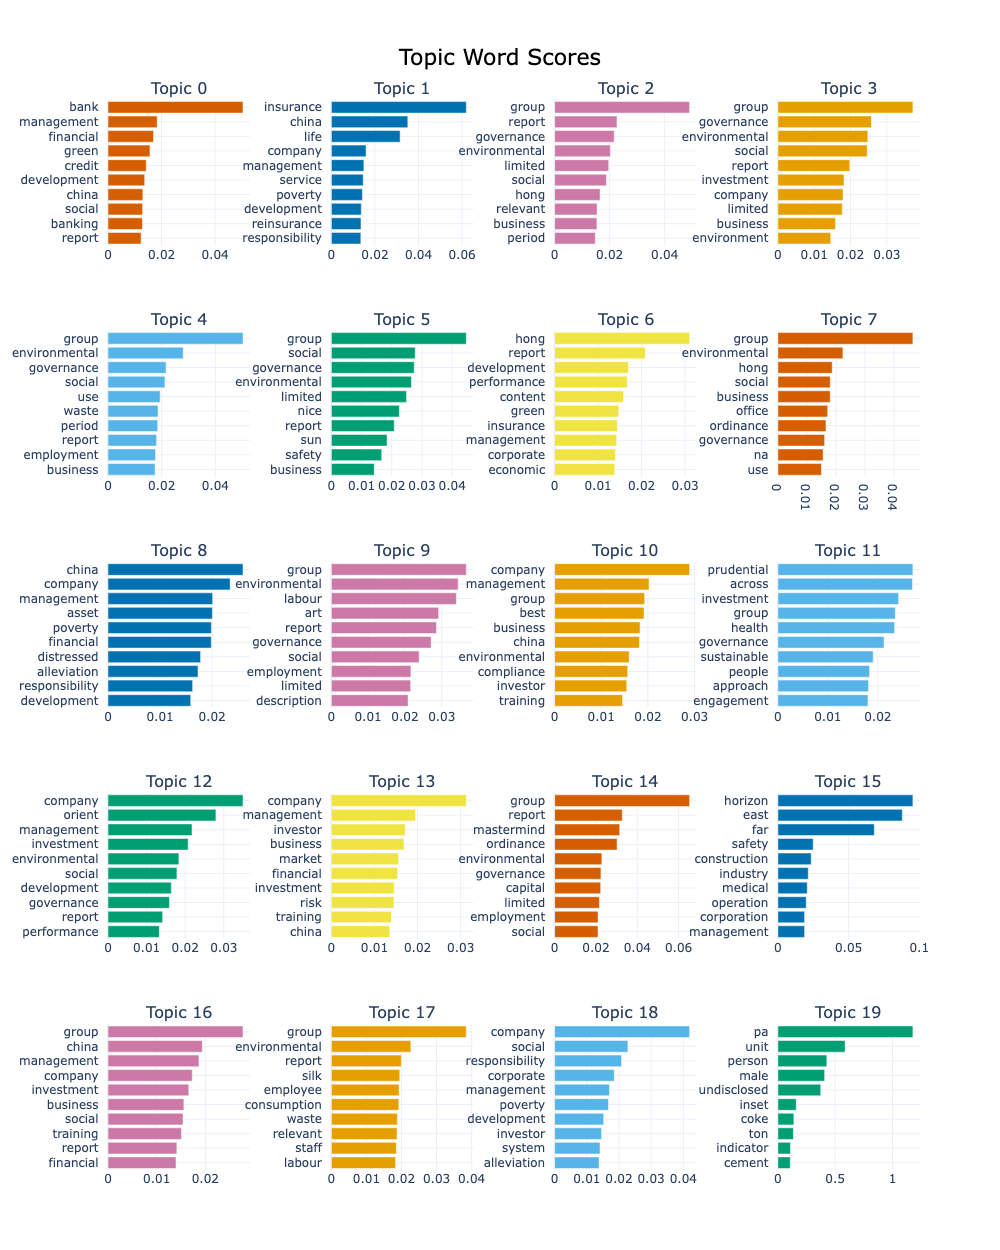 Topic Word Scores
Topic 0
bank
management
financial
green
credit
development
china
social
banking
report
0 0.02 0.04
Topic 1
insurance
china
life
company
management
service
poverty
development
reinsurance
responsibility
0 0.02 0.04 0.06
Topic 2
group
report
governance
environmental
limited
social
hong
relevant
business
period
0 0.02 0.04
Topic 3
group
governance
environmental
social
report
investment
company
limited
business
environment
0 0.01 0.02 0.03
Topic 4
group
environmental
governance
social
use
waste
period
report
employment
business
0 0.02 0.04
Topic 5
group
social
governance
environmental
limited
nice
report
sun
safety
business
0 0.01 0.02 0.03 0.04
Topic 6
hong
report
development
performance
content
green
insurance
management
corporate
economic
0 0.01 0.02 0.03
Topic 7
group
environmental
hong
social
business
office
ordinance
governance
na
use
0 0.01 0.02 0.03 0.04
Topic 8
china
company
management
asset
poverty
financial
distressed
alleviation
responsibility
development
0 0.01 0.02
Topic 9
group
environmental
labour
art
report
governance
social
employment
limited
description
0 0.01 0.02 0.03
Topic 10
company
management
group
best
business
china
environmental
compliance
investor
training
0 0.01 0.02 0.03
Topic 11
prudential
across
investment
group
health
governance
sustainable
people
approach
engagement
0 0.01 0.02
Topic 12
company
orient
management
investment
environmental
social
development
governance
report
performance
0 0.01 0.02 0.03
Topic 13
company
management
investor
business
market
financial
investment
risk
training
china
0 0.01 0.02 0.03
Topic 14
group
report
mastermind
ordinance
environmental
governance
capital
limited
employment
social
0 0.02 0.04 0.06
Topic 15
horizon
east
far
safety
construction
industry
medical
operation
corporation
management
0 0.05 0.1
Topic 16
group
china
management
company
investment
business
social
training
report
financial
0 0.01 0.02
Topic 17
group
environmental
report
silk
employee
consumption
waste
relevant
staff
labour
0 0.01 0.02 0.03 0.04
Topic 18
company
social
responsibility
corporate
management
poverty
development
investor
system
alleviation
0 0.01 0.02 0.03 0.04
Topic 19
pa
unit
person
male
undisclosed
inset
coke
ton
indicator
cement
0 0.5 1